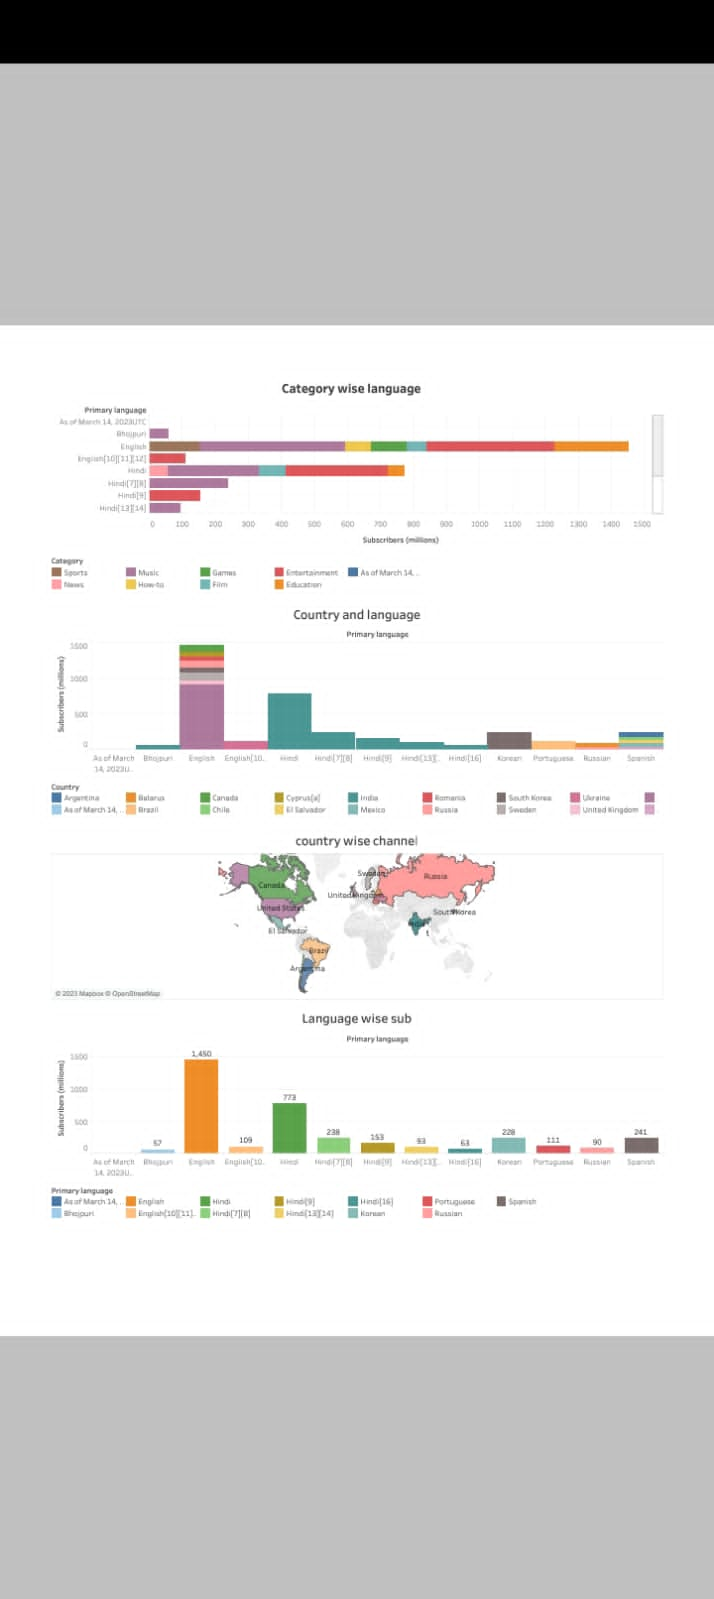 Category wise language
Primary language
As of March 14, 2023UTC
Bhojpuri
English
English[10][11][12]
Hindi
Hindi[7][8]
Hindi[9]
Hindi[13][14]
0 100 200 300 400 500 600 700 800 900 1000 1100 1200 1300 1400 1500
Subscribers (millions)
Category
Sports Music Games Entertainment As of March 14, ..
News How-to Film Education
Country and language
Primary language
Subscribers (millions)
1500
1000
500
0
As of March 14, 2023U.. Bhojpuri English English[10.. Hindi Hindi[7][8] Hindi[9] Hindi[13][.. Hindi[16] Korean Portuguese Russian Spanish
Country
Argentina Belarus Canada Cyprus[a] India Romania South Korea Ukraine
As of March 14, .. Brazil Chile El Salvador Mexico Russia Sweden United Kingdom
country wise channel
Canada
United States
El Salvador
Brazil
Argentina
Sweden
United Kingdom
Russia
South Korea
India
© 2023 Mapbox © OpenStreetMap
Language wise sub
Primary language
Subscribers (millions)
1500
1000
500
0
57 1,450 109 773 238 153 93 63 228 111 90 241
As of March 14, 2023U.. Bhojpuri English English[10.. Hindi Hindi[7][8] Hindi[9] Hindi[13][.. Hindi[16] Korean Portuguese Russian Spanish
Primary language
As of March 14, .. English Hindi Hindi[9] Hindi[16] Portuguese Spanish
Bhojpuri English[10][11].. Hindi[7][8] Hindi[13][14] Korean Russian